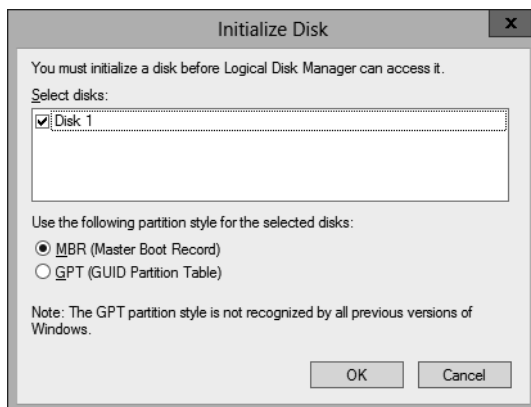 Initialize Disk
x
You must initialize a disk before Logical Disk Manager can access it.
Select disks:
Disk 1
Use the following partition style for the selected disks:
MBR (Master Boot Record)
GPT (GUID Partition Table)
Note: The GPT partition style is not recognized by all previous versions of
Windows.
OK
Cancel